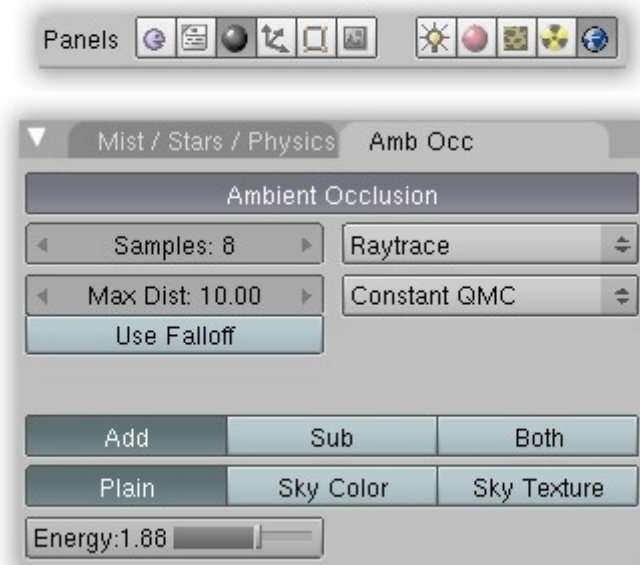 Panels
Mist / Stars / Physics Amb Occ
Ambient Occlusion
Samples: 8 Raytrace
Max Dist: 10.00 Constant QMC
Use Falloff
Add Sub Both
Plain Sky Color Sky Texture
Energy:1.88